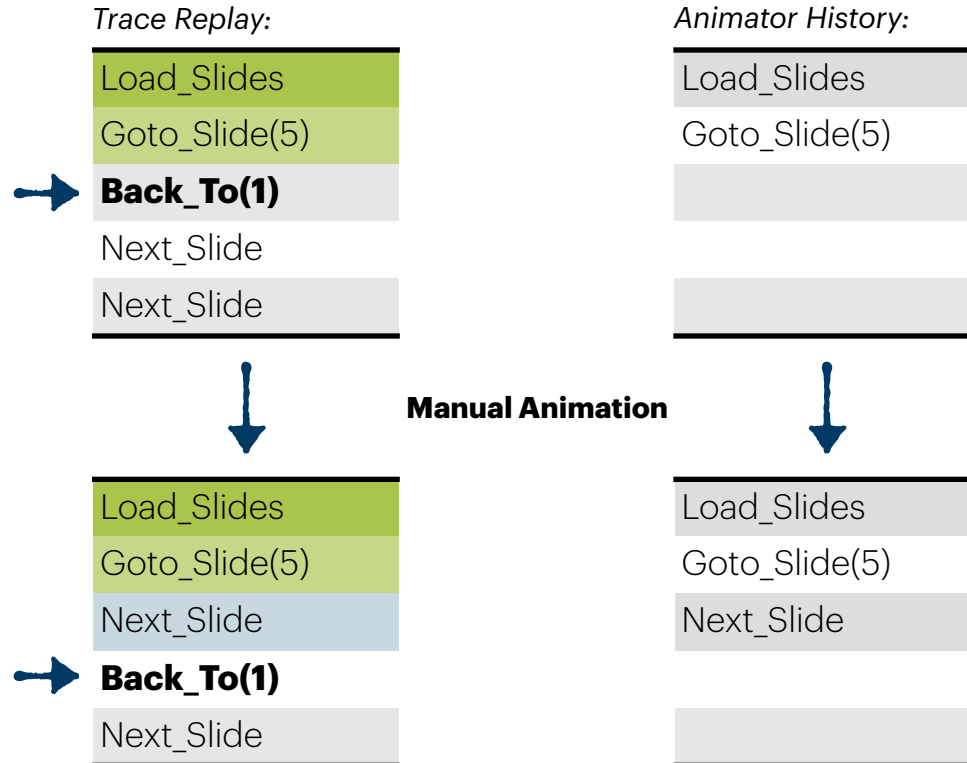 Trace Replay:
Load_Slides
Goto_Slide(5)
Back_To(1)
Next_Slide
Next_Slide
Animator History:
Load_Slides
Goto_Slide(5)
Manual Animation
Load_Slides
Goto_Slide(5)
Next_Slide
Back_To(1)
Next_Slide
Load_Slides
Goto_Slide(5)
Next_Slide